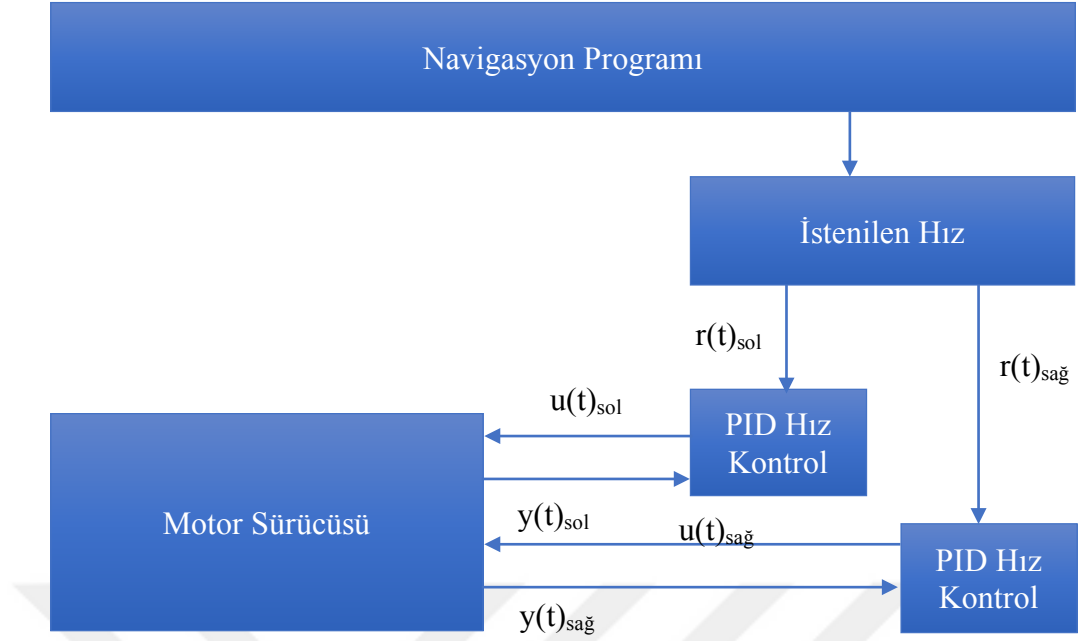 Navigasyon Programı
İstenilen Hız
r(t)sol
r(t)sağ
u(t)sol
PID Hız
Kontrol
Motor Sürücüsü
y(t)sol
u(t)sağ
PID Hız
Kontrol
y(t)sağ